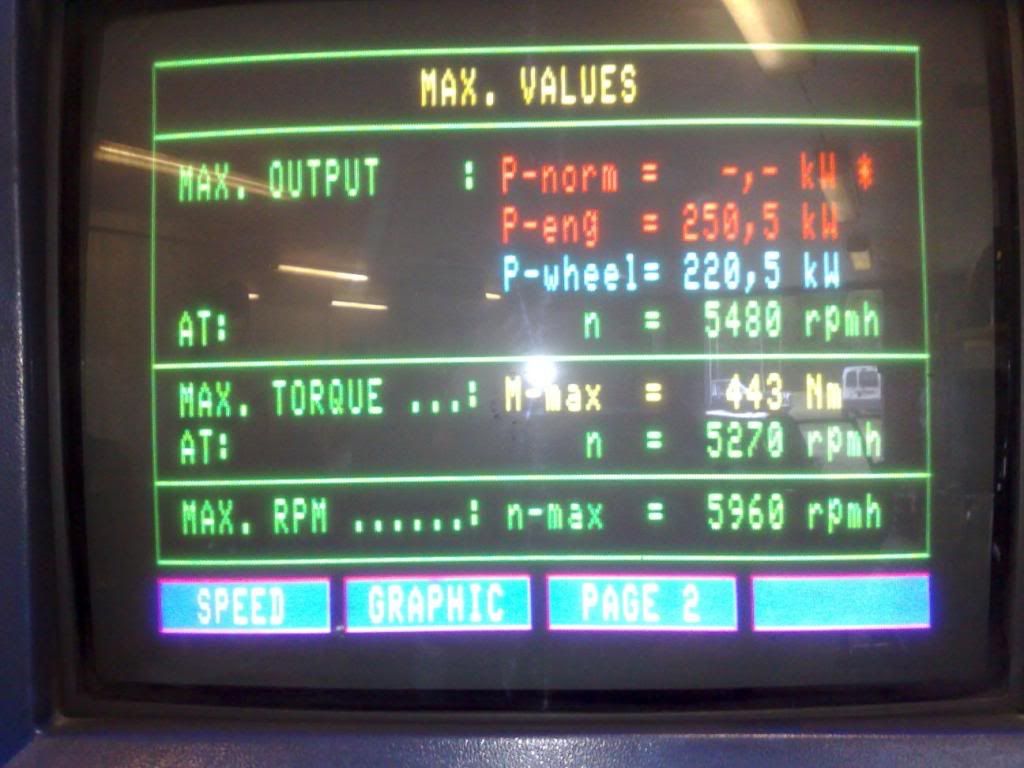 MAX. VALUES
MAX. OUTPUT : P-norm = -,- kW *
P-eng = 250,5 kW
P-wheel= 220,5 kW
AT: n = 5480 rpmh
MAX. TORQUE ...: M-max = 443 Nm
AT: n = 5270 rpmh
MAX. RPM ......: n-max = 5960 rpmh
SPEED GRAPHIC PAGE 2